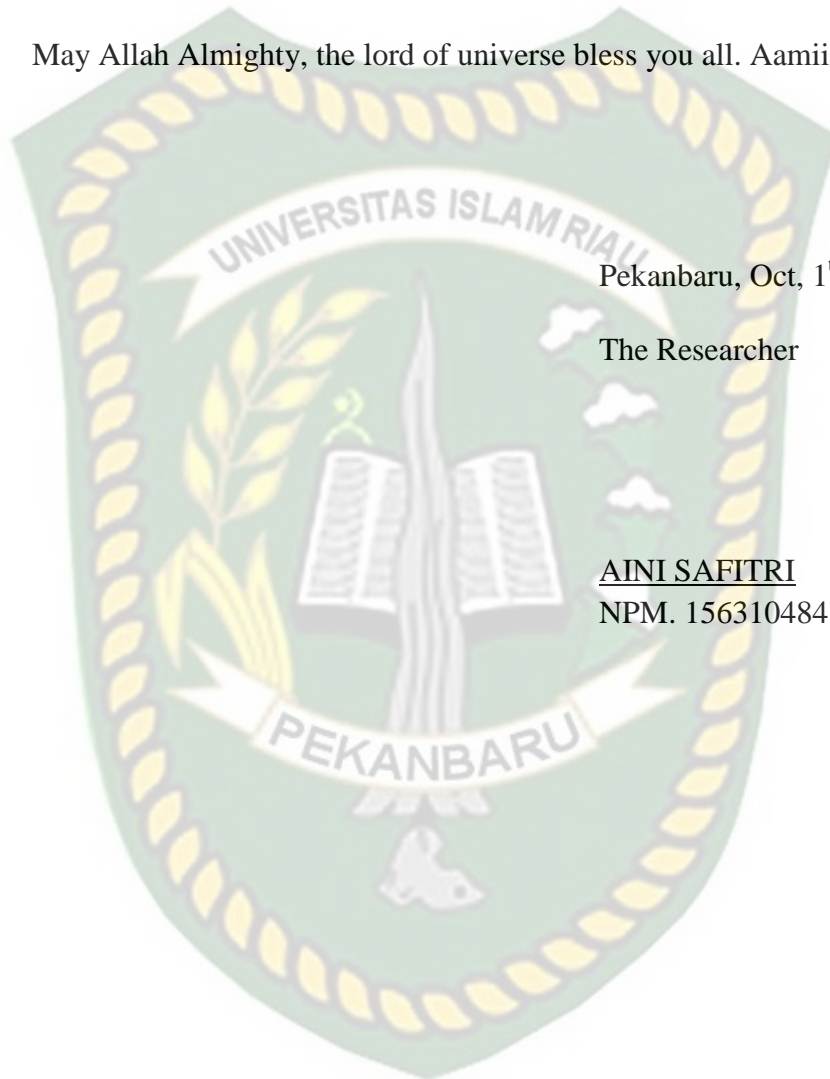 May Allah Almighty, the lord of universe bless you all. Aamii
UNIVERSITAS ISLAM RIAU
Pekanbaru, Oct, 1
The Researcher
AINI SAFITRI
NPM. 156310484
PEKANBARU